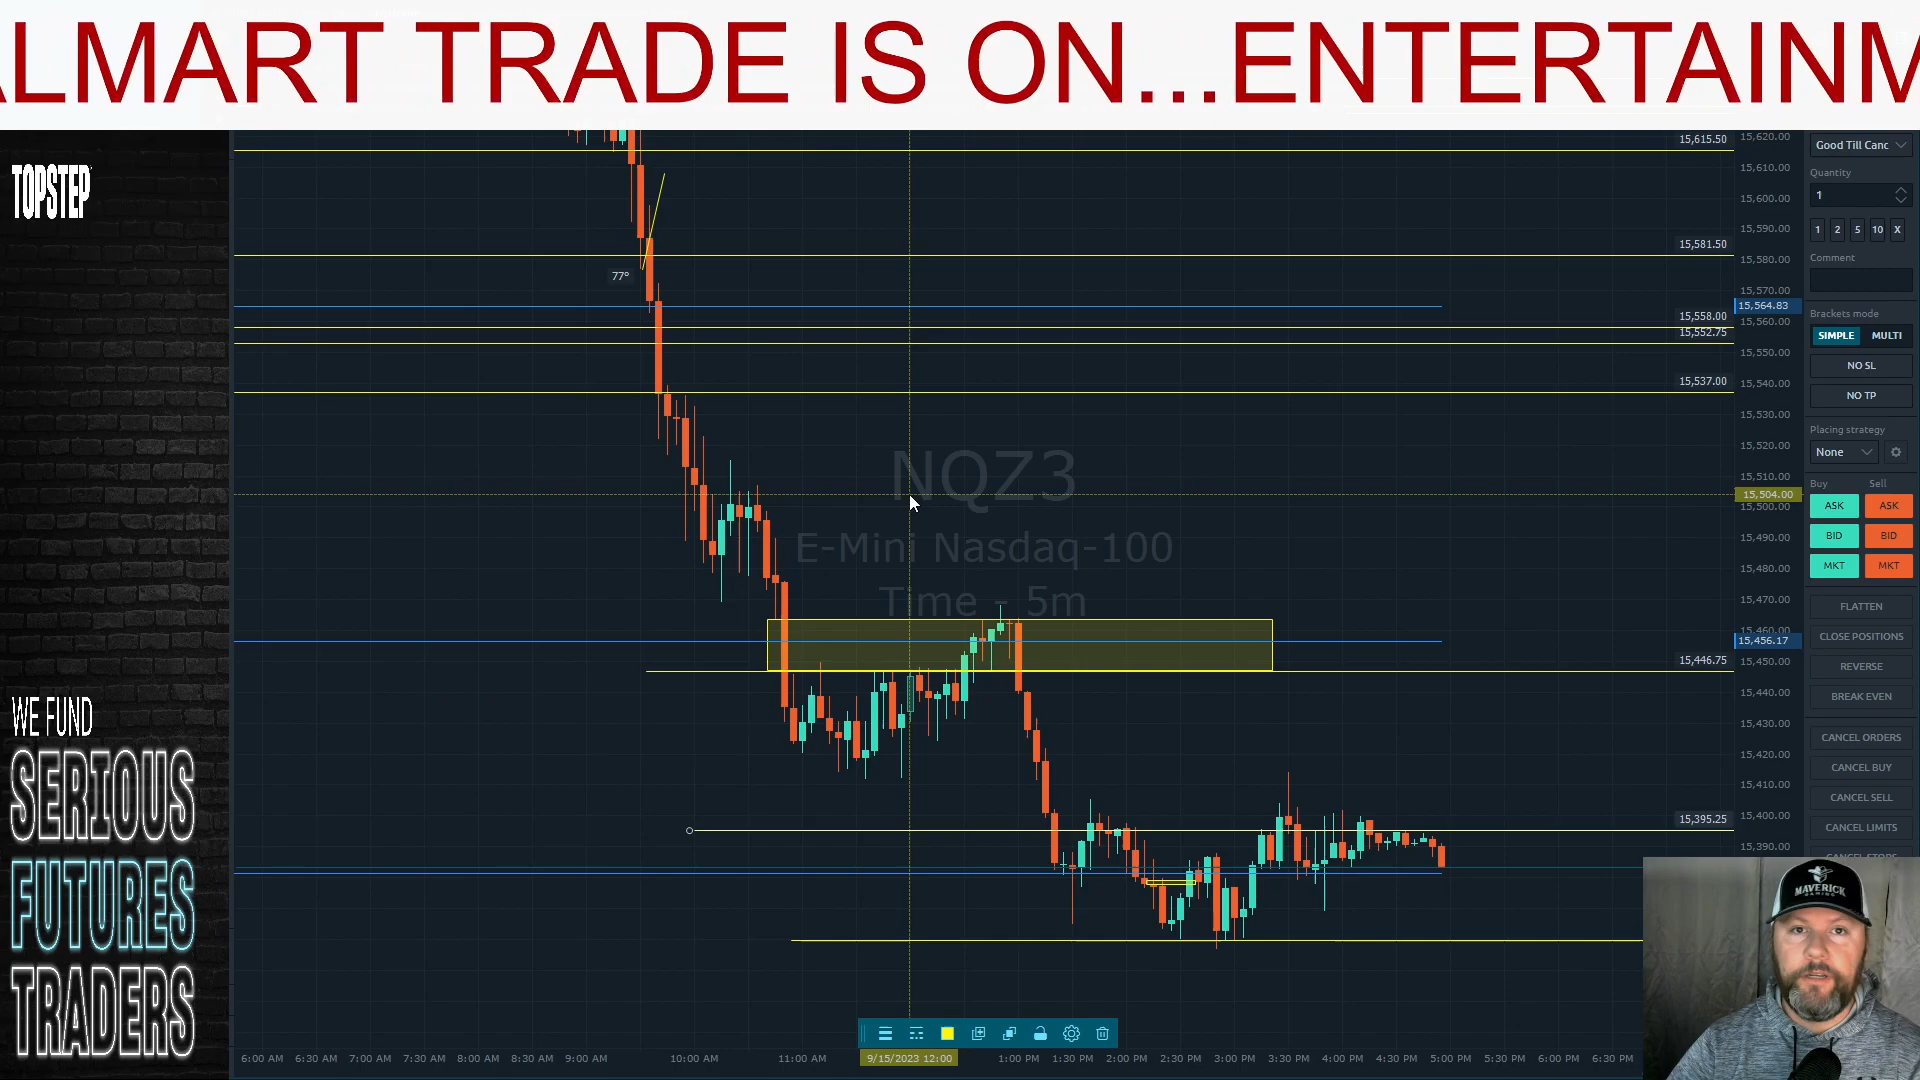 ALMART TRADE IS ON...ENTERTAINM
TOPSTEP
WE FUND
SERIOUS
FUTURES
TRADERS
77°
NQZ3
E-Mini Nasdaq-100
Time - 5m
15,615.50
15,581.50
15,558.00
15,552.75
15,537.00
15,446.75
15,395.25
15,620.00
15,610.00
15,600.00
15,590.00
15,580.00
15,570.00
15,564.83
15,560.00
15,550.00
15,540.00
15,530.00
15,520.00
15,510.00
15,504.00
15,500.00
15,490.00
15,480.00
15,470.00
15,460.00
15,456.17
15,450.00
15,440.00
15,430.00
15,420.00
15,410.00
15,400.00
15,390.00
6:00 AM 6:30 AM 7:00 AM 7:30 AM 8:00 AM 8:30 AM 9:00 AM 10:00 AM 11:00 AM 9/15/2023 12:00 1:00 PM 1:30 PM 2:00 PM 2:30 PM 3:00 PM 3:30 PM 4:00 PM 4:30 PM 5:00 PM 5:30 PM 6:00 PM 6:30 PM
Good Till Canc
Quantity
1
1 2 5 10 X
Comment
Brackets mode
SIMPLE MULTI
NO SL
NO TP
Placing strategy
None
Buy Sell
ASK ASK
BID BID
MKT MKT
FLATTEN
CLOSE POSITIONS
REVERSE
BREAK EVEN
CANCEL ORDERS
CANCEL BUY
CANCEL SELL
CANCEL LIMITS
MAVERICK